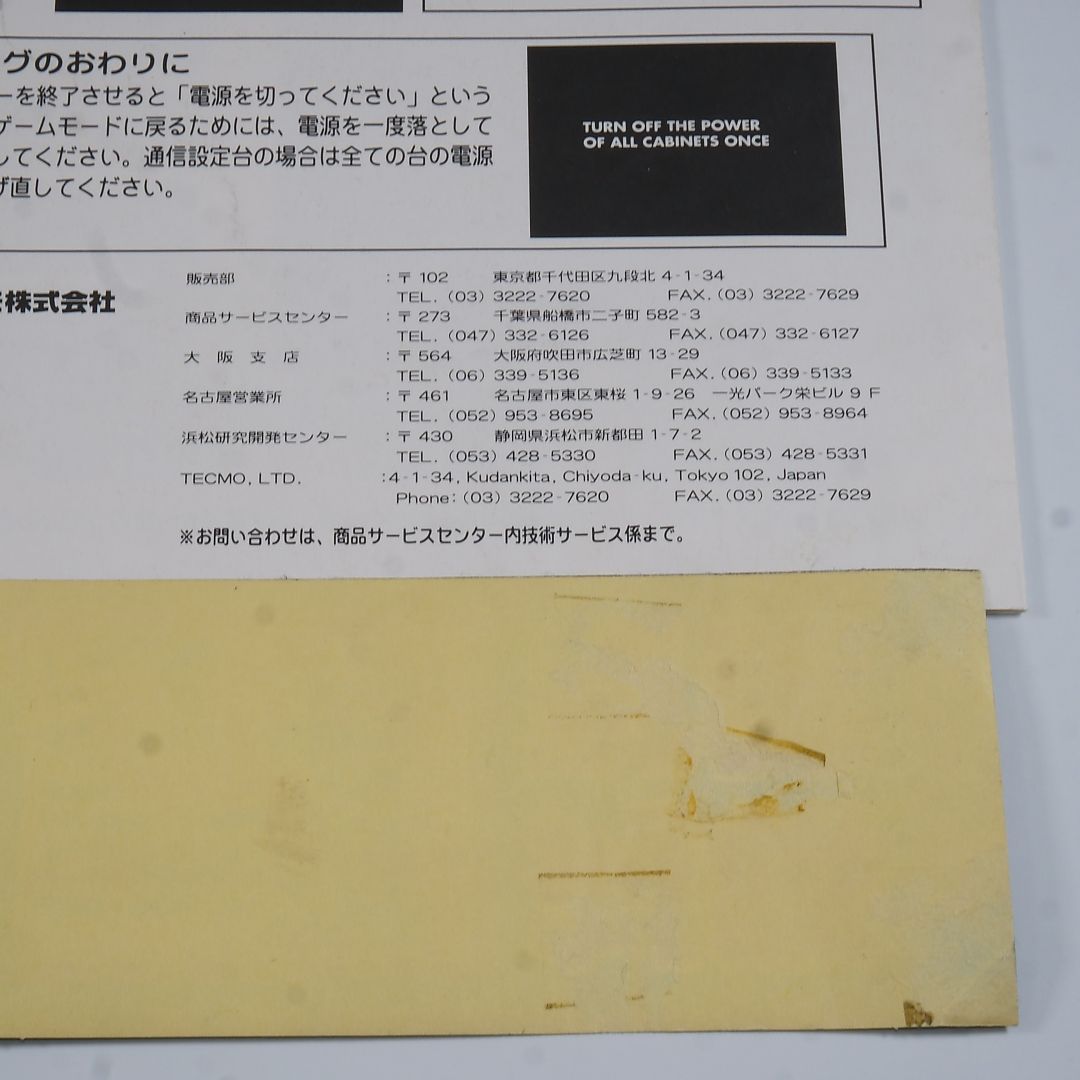 グのおわりに
ーを終了させると「電源を切ってください」という
ゲームモードに戻るためには、電源を一度落として
してください。通信設定台の場合は全ての台の電源
げ直してください。
TURN OFF THE POWER
OF ALL CABINETS ONCE
株式会社
販売部 :〒102 東京都千代田区九段北 4-1-34
TEL. (03) 3222-7620 FAX. (03) 3222-7629
商品サービスセンター :〒273 千葉県船橋市二子町 582-3
TEL. (047) 332-6126 FAX. (047) 332-6127
大阪支店 :〒564 大阪府吹田市広芝町 13-29
TEL. (06) 339-5136 FAX. (06) 339-5133
名古屋営業所 :〒461 名古屋市東区東桜 1-9-26 一光パーク栄ビル 9 F
TEL. (052) 953-8695 FAX. (052) 953-8964
浜松研究開発センター :〒430 静岡県浜松市新都田 1-7-2
TEL. (053) 428-5330 FAX. (053) 428-5331
TECMO, LTD. :4-1-34, Kudankita, Chiyoda-ku, Tokyo 102, Japan
Phone: (03) 3222-7620 FAX. (03) 3222-7629
※お問い合わせは、商品サービスセンター内技術サービス係まで。